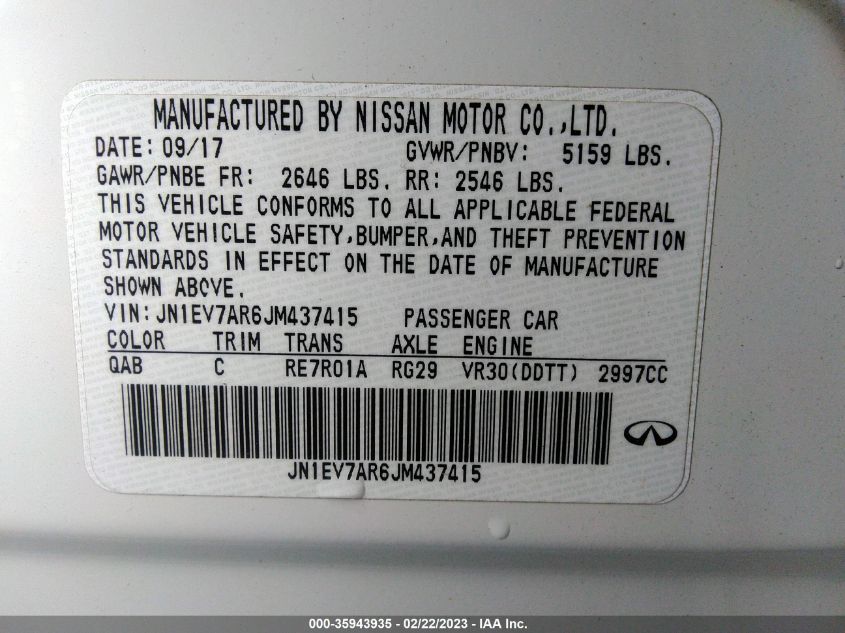 MANUFACTURED BY NISSAN MOTOR CO.,LTD.
DATE: 09/17 GVWR/PNBV: 5159 LBS.
GAWR/PNBE FR: 2646 LBS. RR: 2546 LBS.
THIS VEHICLE CONFORMS TO ALL APPLICABLE FEDERAL
MOTOR VEHICLE SAFETY,BUMPER,AND THEFT PREVENTION
STANDARDS IN EFFECT ON THE DATE OF MANUFACTURE
SHOWN ABOVE.
VIN:JN1EV7AR6JM437415 PASSENGER CAR
COLOR TRIM TRANS AXLE ENGINE
QAB C RE7R01A RG29 VR30(DDTT) 2997CC
JN1EV7AR6JM437415
000-35943935 - 02/22/2023 - IAA Inc.